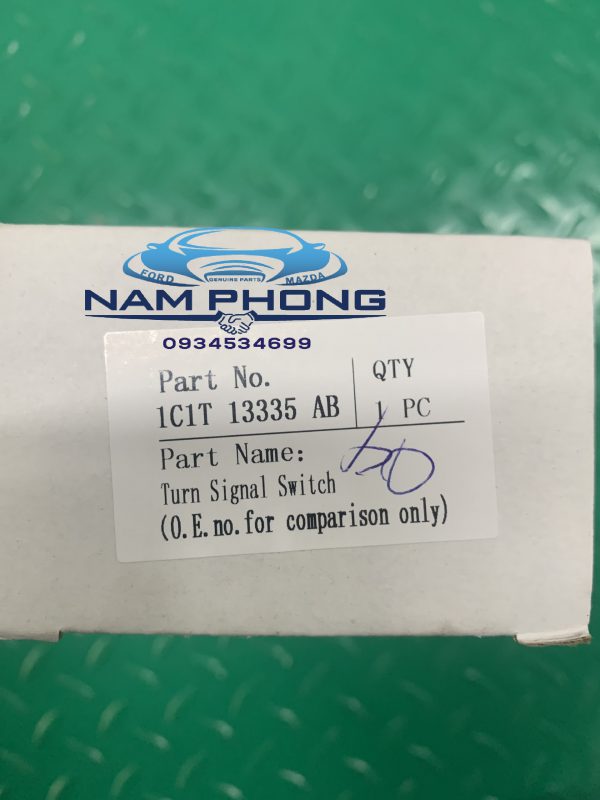 FORD GENUINE PARTS MAZDA
NAM PHONG
0934534699
Part No.
1C1T 13335 AB
QTY
1 PC
Part Name:
Turn Signal Switch
(O.E.no.for comparison only)